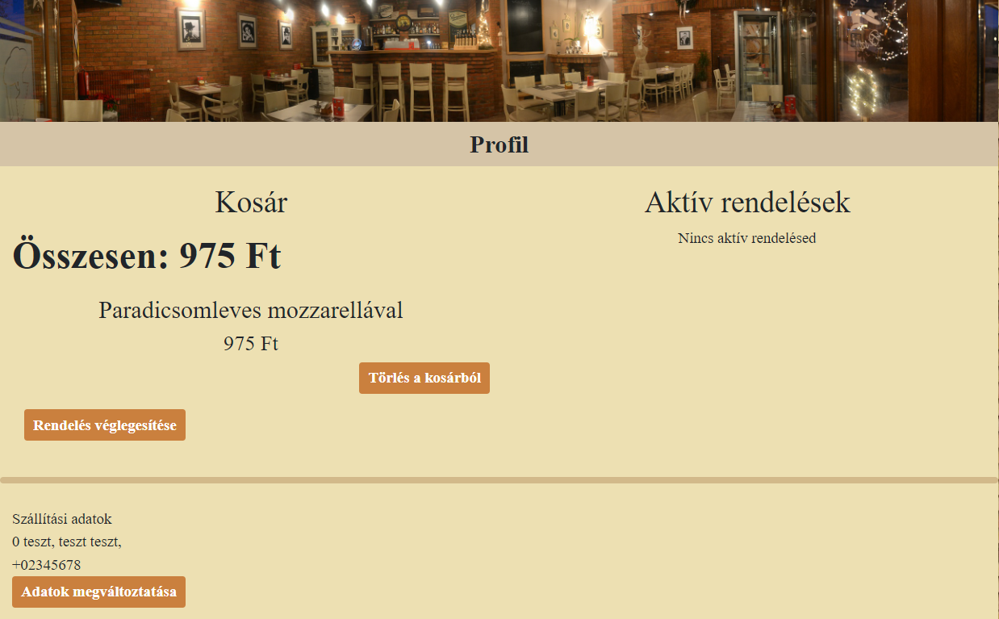 Profil
Kosár
Összesen: 975 Ft
Paradicsomleves mozzarellával
975 Ft
Törlés a kosárból
Rendelés véglegesítése
Aktív rendelések
Nincs aktív rendelésed
Szállítási adatok
0 teszt, teszt teszt,
+02345678
Adatok megváltoztatása